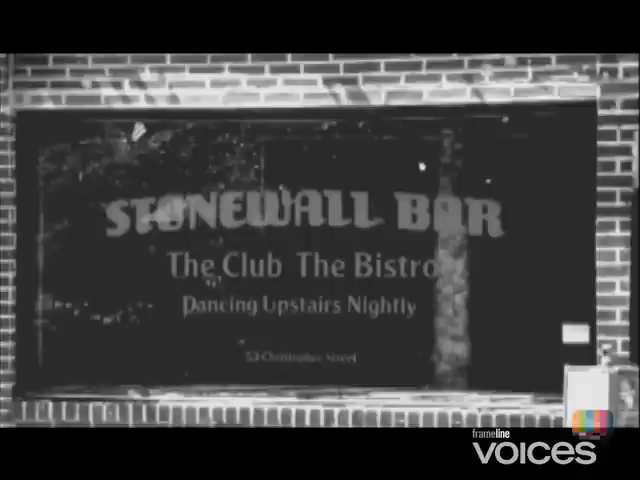 STONEWALL BAR
The Club The Bistro
Dancing Upstairs Nightly
53 Christopher Street
frameline
VOICES